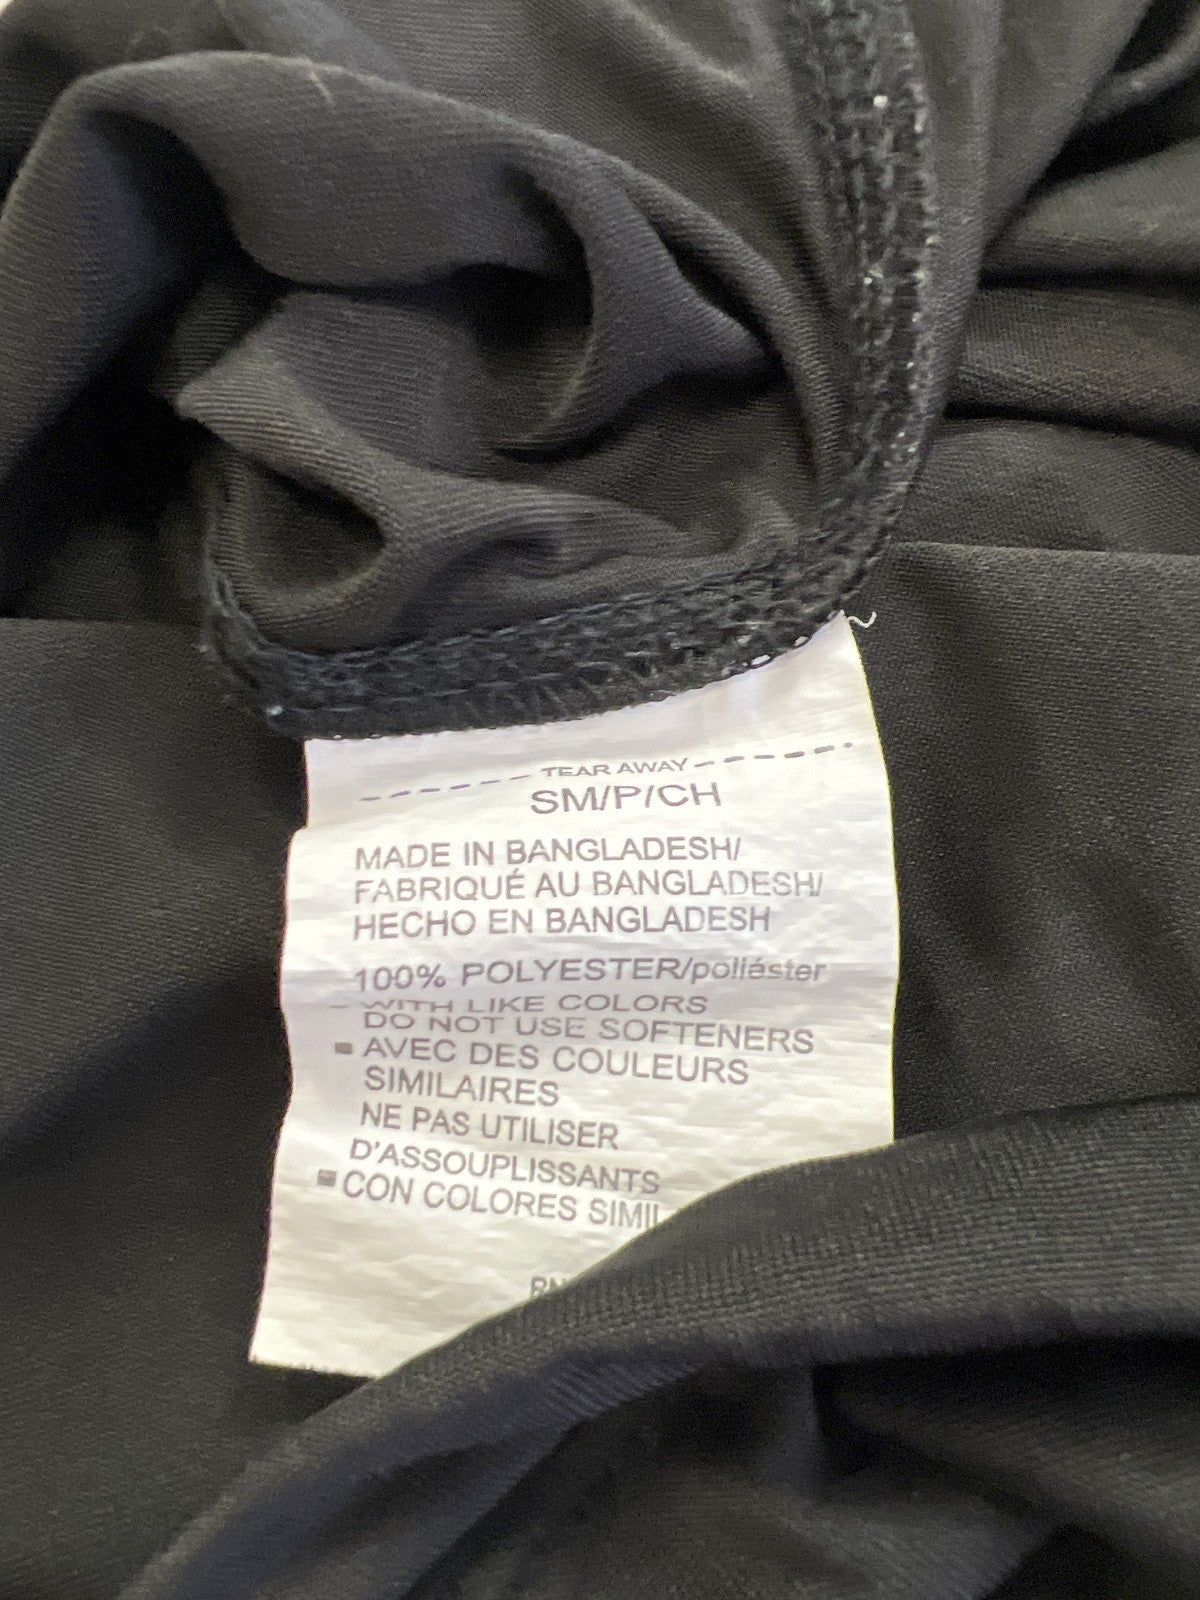 TEAR AWAY
SM/P/CH
MADE IN BANGLADESH/
FABRIQUÉ AU BANGLADESH/
HECHO EN BANGLADESH
100% POLYESTER/poliéster
WITH LIKE COLORS
DO NOT USE SOFTENERS
AVEC DES COULEURS
SIMILAIRES
NE PAS UTILISER
D'ASSOUPLISSANTS
CON COLORES